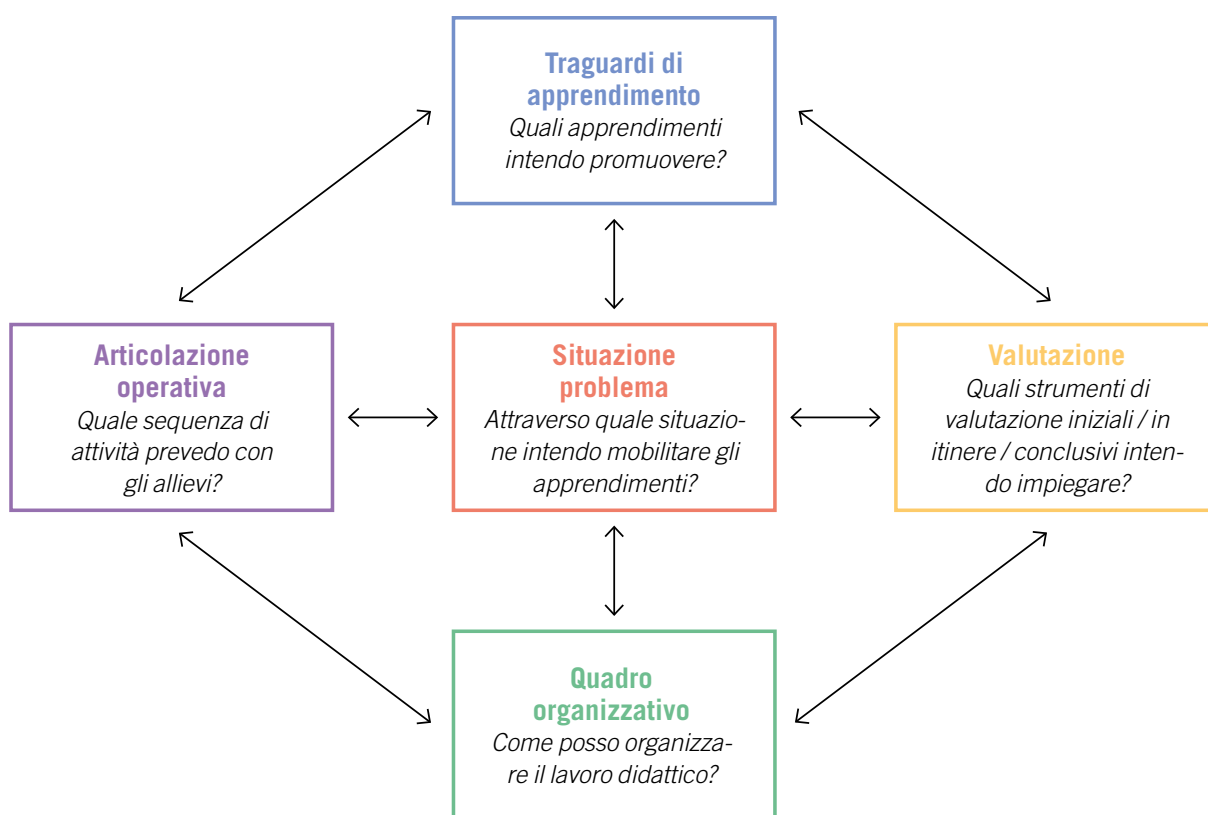 Traguardi di
apprendimento
Quali apprendimenti
intendo promuovere?
Articolazione
operativa
Quale sequenza di
attività prevedo con
gli allievi?
Situazione
problema
Attraverso quale situazio-
ne intendo mobilitare gli
apprendimenti?
Valutazione
Quali strumenti di
valutazione iniziali / in
itinere / conclusivi inten-
do impiegare?
Quadro
organizzativo
Come posso organizza-
re il lavoro didattico?